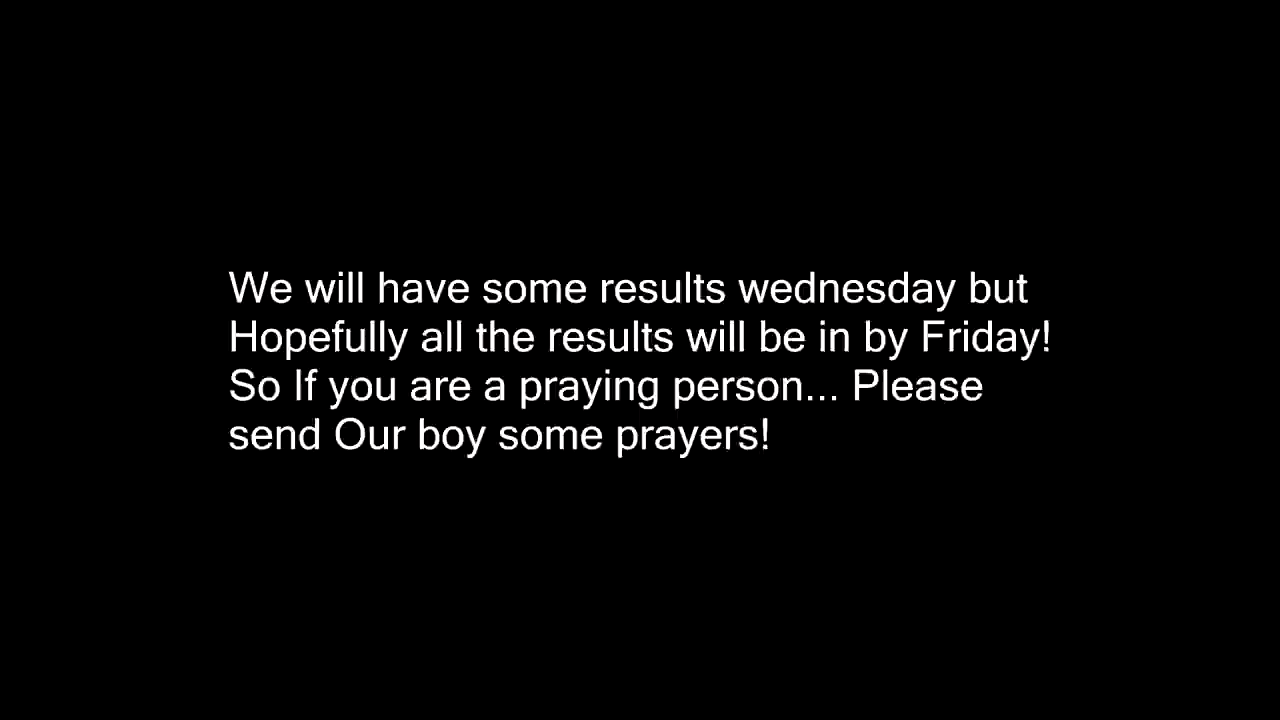 We will have some results wednesday but
Hopefully all the results will be in by Friday!
So If you are a praying person... Please
send Our boy some prayers!